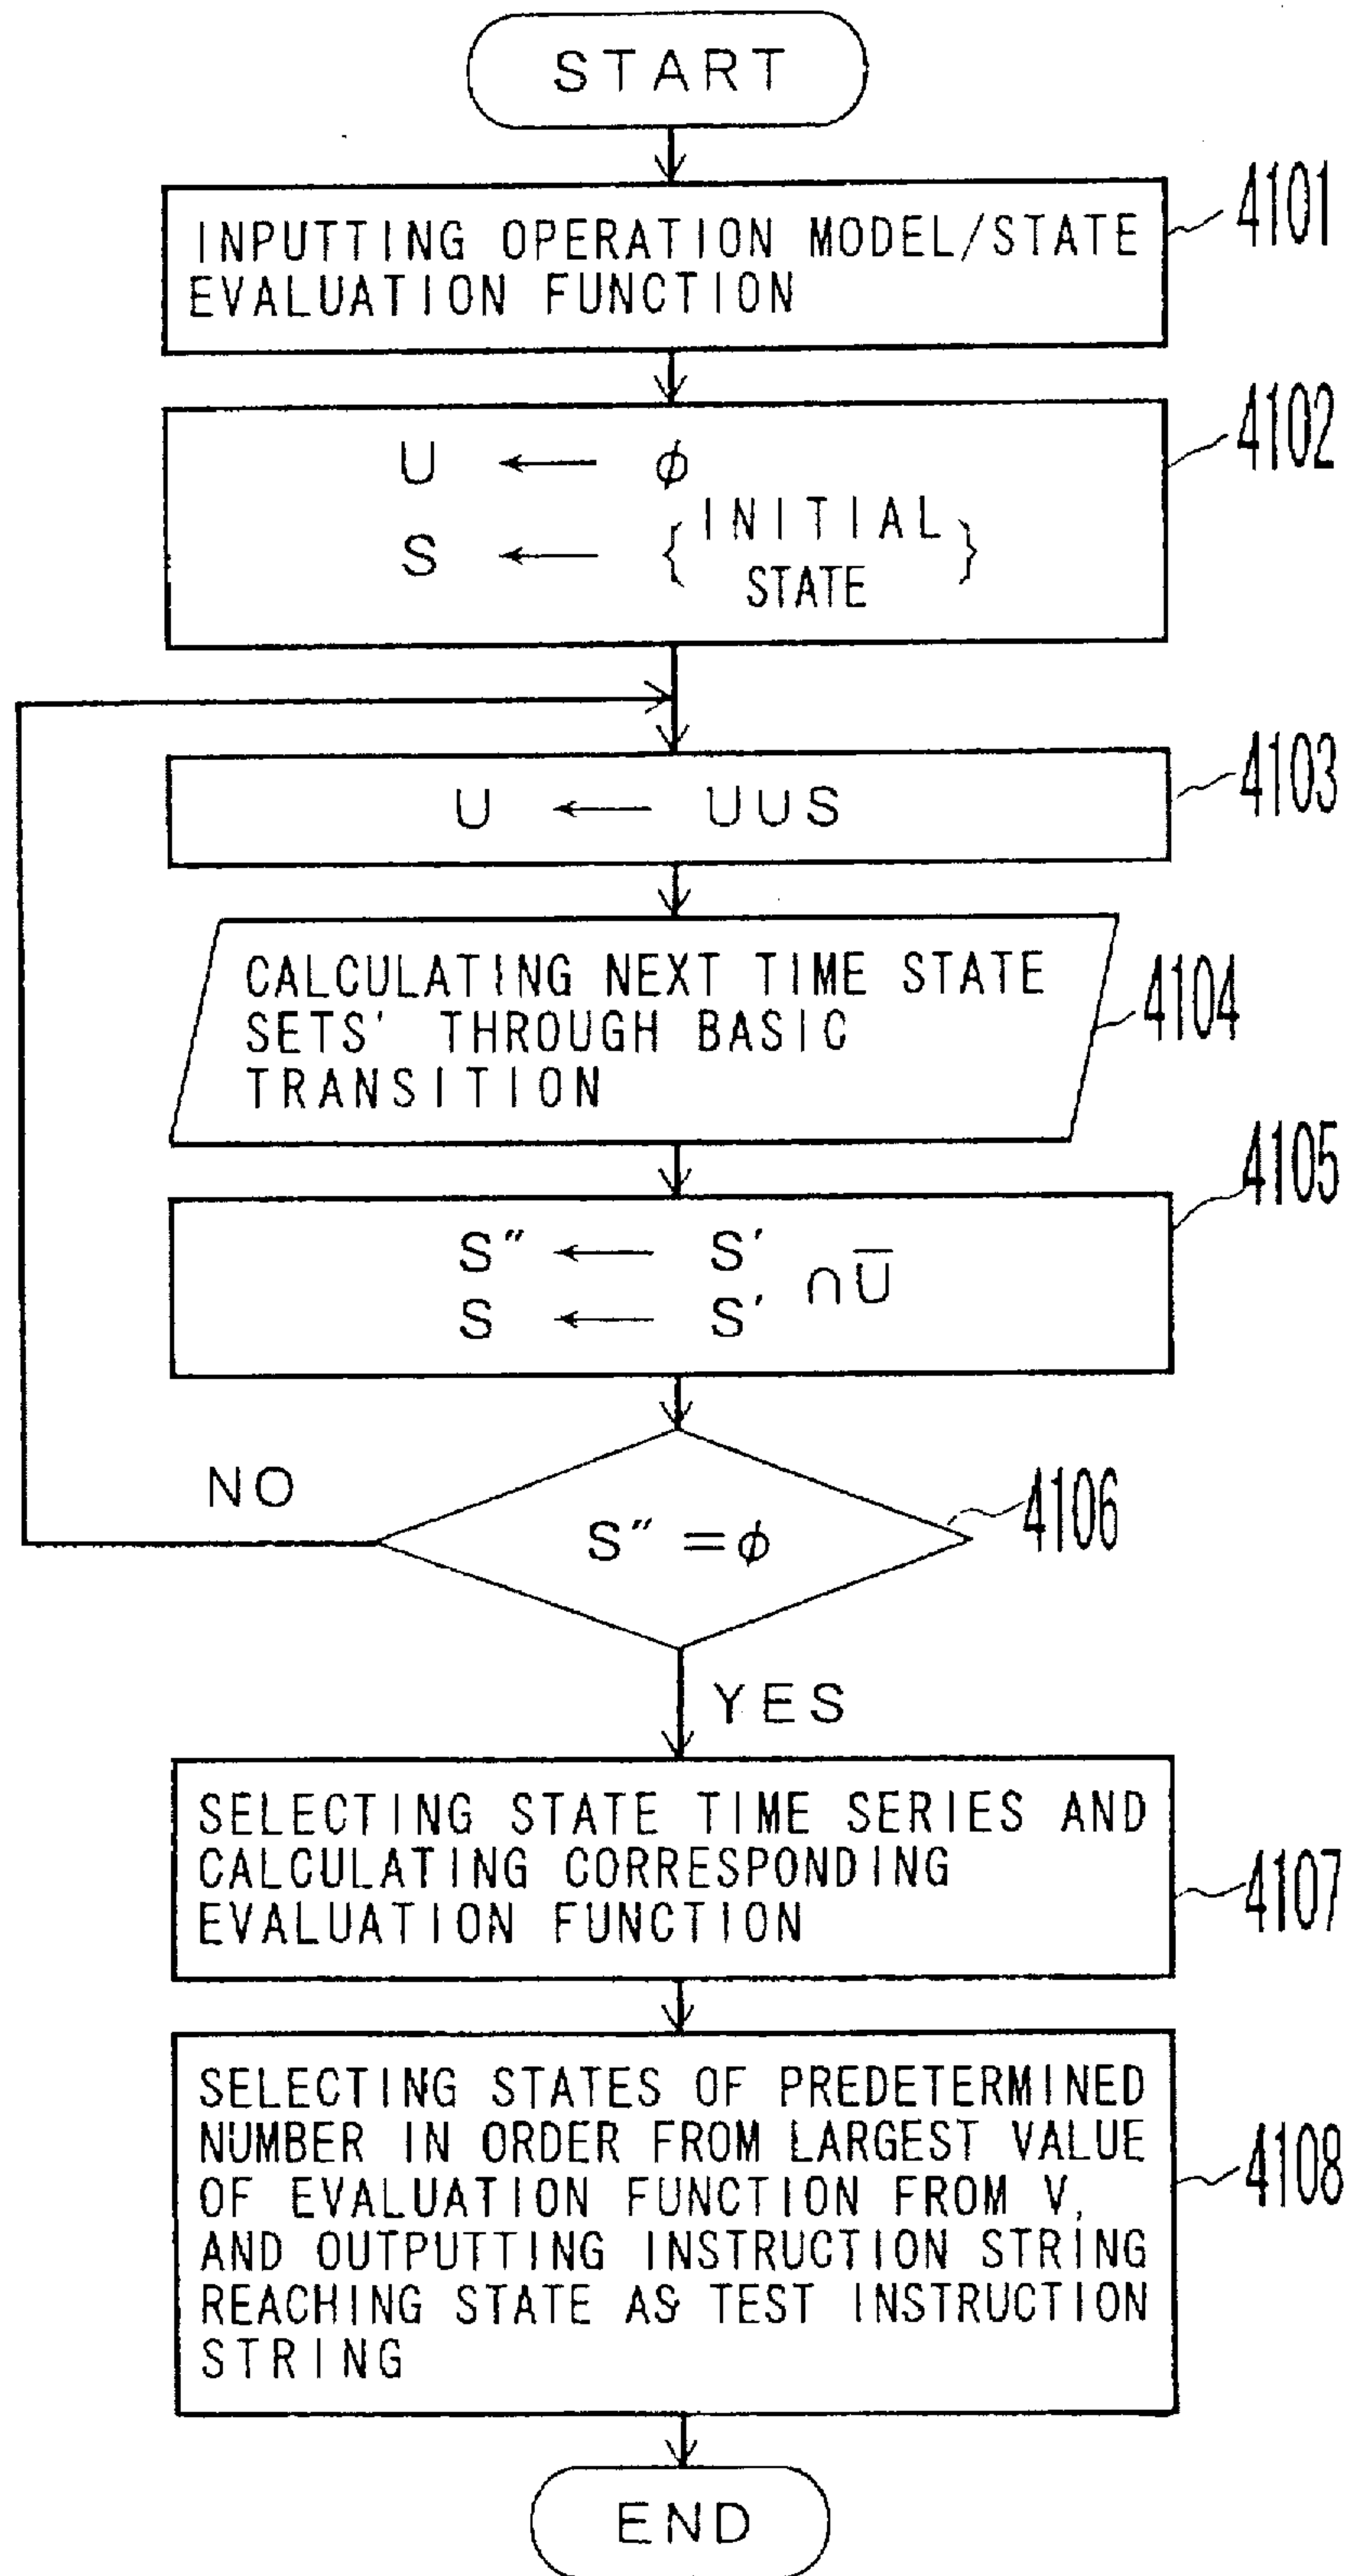 START
INPUTTING OPERATION MODEL/STATE
EVALUATION FUNCTION
4101
U ← ϕ
S ← { INITIAL
STATE }
4102
U ← U∪S
4103
CALCULATING NEXT TIME STATE
SETS' THROUGH BASIC
TRANSITION
4104
S″ ← S′ ∩ U̅
S ← S′
4105
S″ = ϕ
4106
NO
YES
SELECTING STATE TIME SERIES AND
CALCULATING CORRESPONDING
EVALUATION FUNCTION
4107
SELECTING STATES OF PREDETERMINED
NUMBER IN ORDER FROM LARGEST VALUE
OF EVALUATION FUNCTION FROM V,
AND OUTPUTTING INSTRUCTION STRING
REACHING STATE AS TEST INSTRUCTION
STRING
4108
END